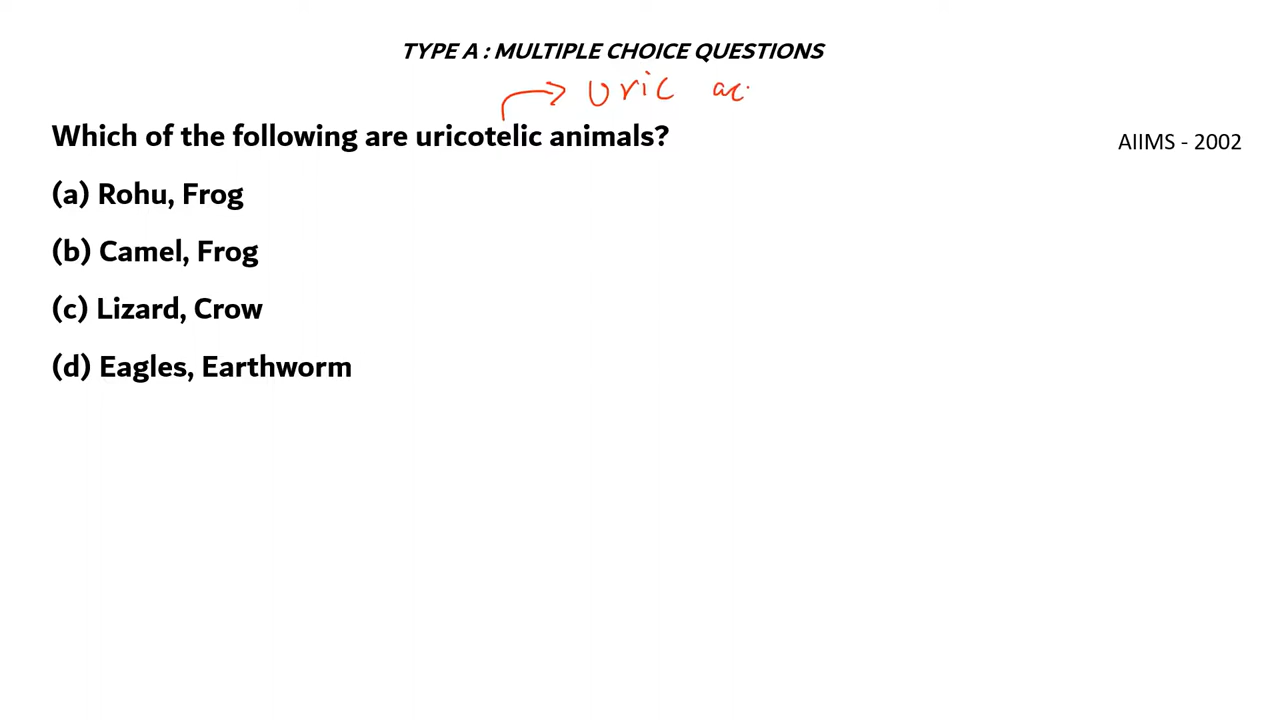 TYPE A : MULTIPLE CHOICE QUESTIONS
uric ac
Which of the following are uricotelic animals?
AIIMS - 2002
(a) Rohu, Frog
(b) Camel, Frog
(c) Lizard, Crow
(d) Eagles, Earthworm